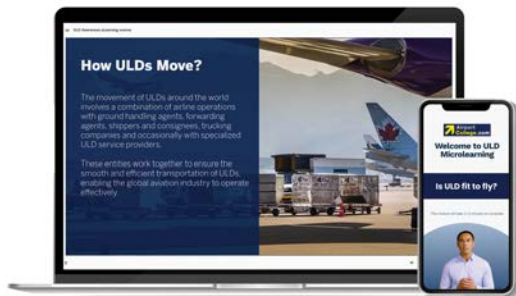 ULD Awareness eLearning course
How ULDs Move?
The movement of ULDs around the world
involves a combination of airline operations
with ground handling agents, forwarding
agents, shippers and consignees, trucking
companies and occasionally with specialized
ULD service providers.
These entities work together to ensure the
smooth and efficient transportation of ULDs,
enabling the global aviation industry to operate
effectively.
Airport
College.com
Welcome to ULD
Microlearning
Is ULD fit to fly?